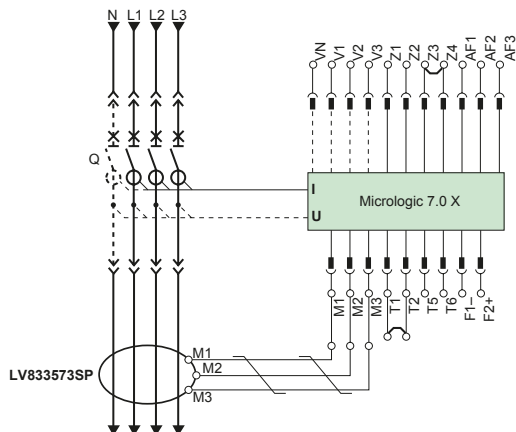 N L1 L2 L3
VN
V1
V2
V3
Z1
Z2
Z3
Z4
AF1
AF2
AF3
Q
I
U
Micrologic 7.0 X
M1
M2
M3
T1
T2
T5
T6
F1–
F2+
LV833573SP
M1
M2
M3